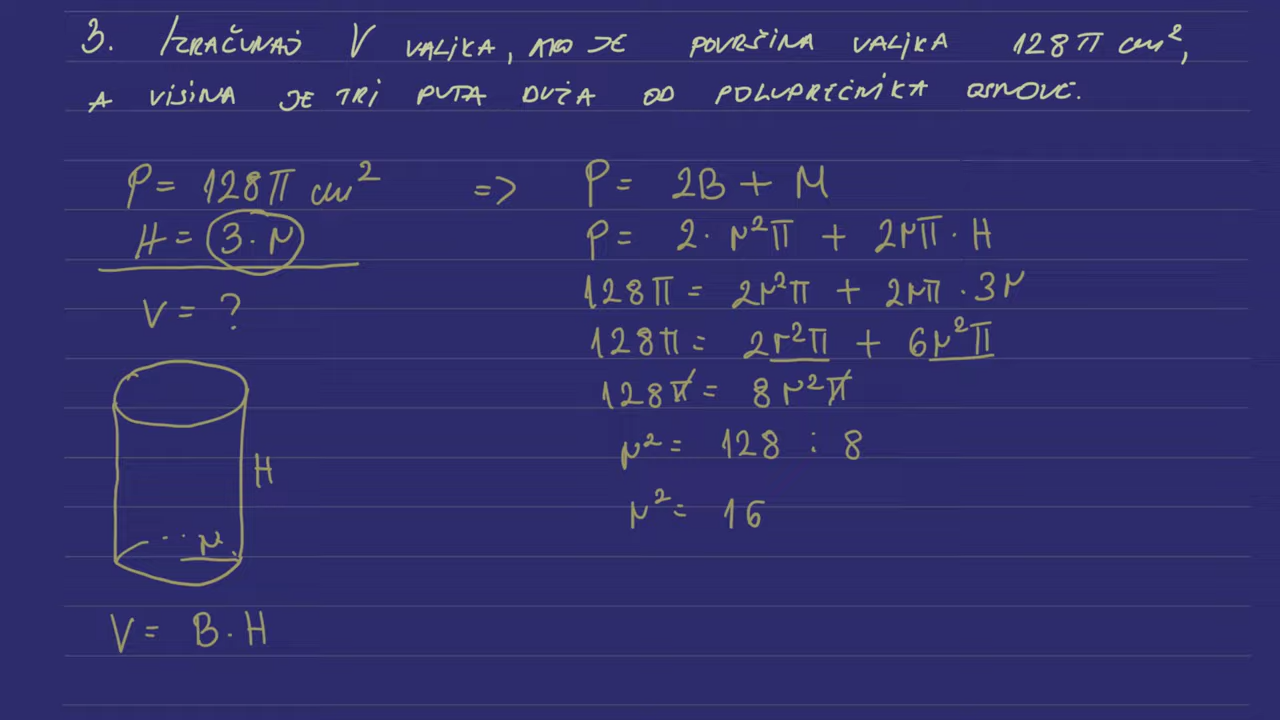 3. IZRAČUNAJ V VALJKA, AKO JE POVRŠINA VALJKA 128π cm²,
A VISINA JE TRI PUTA DUŽA OD POLUPREČNIKA OSNOVE.
P = 128π cm² => P = 2B + M
H = 3·r P = 2·r²π + 2rπ·H
V = ? 128π = 2r²π + 2rπ·3r
128π = 2r²π + 6r²π
128π = 8r²π
H r² = 128 : 8
r r² = 16
V = B·H